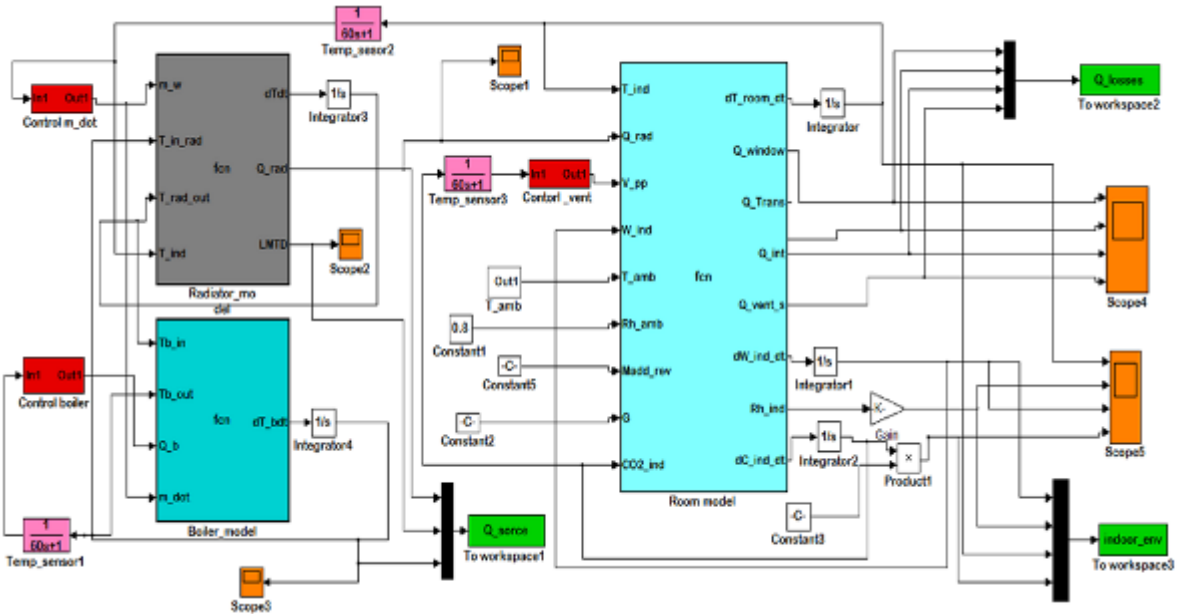 1
60s+1
Temp_sesor2
Scope1
Q_losses
To workspace2
In1 Out1
Control m_dot
m_w
T_in_rad
T_rad_out
T_ind
fcn
dTdt
Q_rad
LMTD
Radiator_mo
del
1/s
Integrator3
Scope2
1
60s+1
Temp_sensor3
In1 Out1
Contorl _vent
T_ind
Q_rad
V_pp
W_ind
T_amb
Rh_amb
Madd_rev
G
CO2_ind
fcn
dT_room_dt
Q_window
Q_Trans
Q_int
Q_vent_s
dW_ind_dt
Rh_ind
dC_ind_dt
Room model
1/s
Integrator
Scope4
Out1
T_amb
0.8
Constant1
-C-
Constant5
-C-
Constant2
1/s
Integrator1
-K-
Gain
1/s
Integrator2
×
Product1
Scope5
-C-
Constant3
In1 Out1
Control boiler
Tb_in
Tb_out
Q_b
m_dot
fcn
dT_bdt
Boiler_model
1/s
Integrator4
1
60s+1
Temp_sensor1
Scope3
Q_sorce
To workspace1
indoor_env
To workspace3